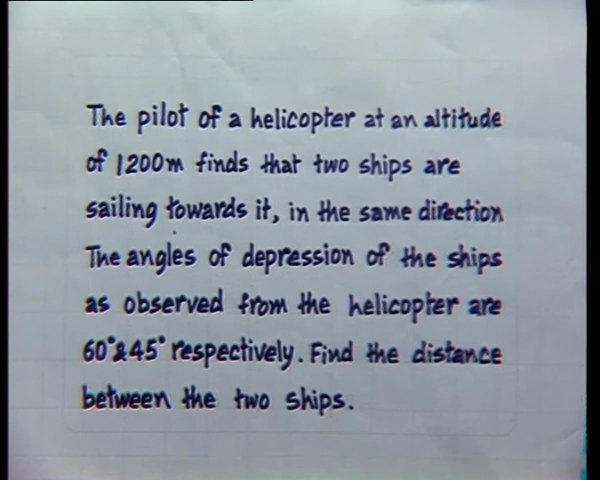 The pilot of a helicopter at an altitude
of 1200m finds that two ships are
sailing towards it, in the same direction
The angles of depression of the ships
as observed from the helicopter are
60°&45° respectively. Find the distance
between the two ships.